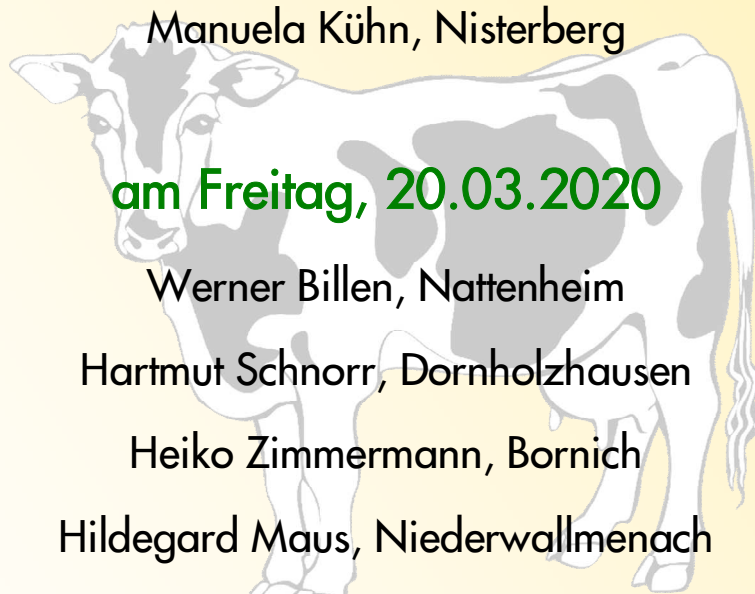 Manuela Kühn, Nisterberg
am Freitag, 20.03.2020
Werner Billen, Nattenheim
Hartmut Schnorr, Dornholzhausen
Heiko Zimmermann, Bornich
Hildegard Maus, Niederwallmenach